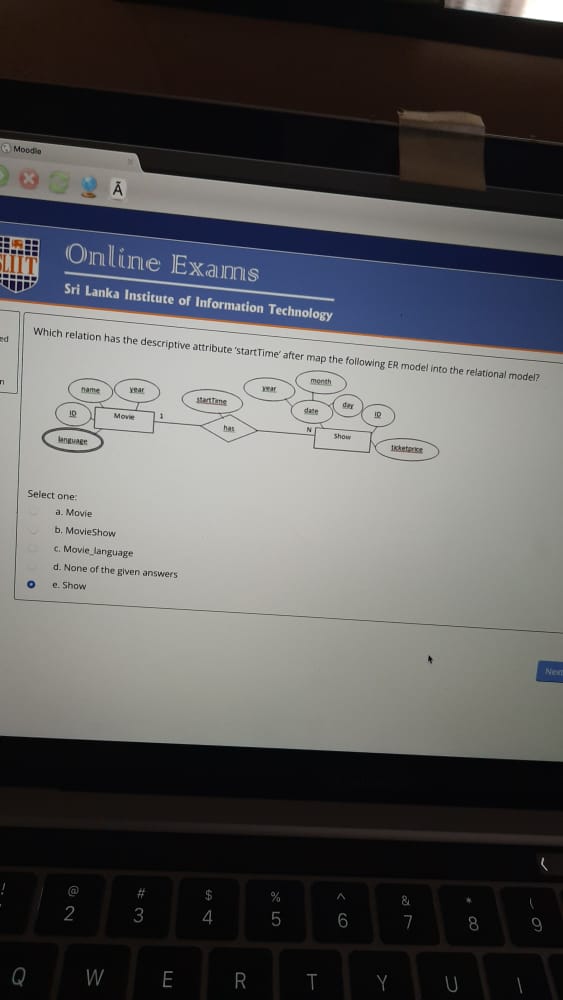 Moodle
Ā
SLIIT
Online Exams
Sri Lanka Institute of Information Technology
ed
n
Which relation has the descriptive attribute 'startTime' after map the following ER model into the relational model?
name
year
startTime
year
month
ID
Movie
1
has
date
day
ID
language
N
Show
ticketprice
Select one:
a. Movie
b. MovieShow
c. Movie_language
d. None of the given answers
e. Show
Nex
! @ # $ % ^ & * (
2 3 4 5 6 7 8 9
Q W E R T Y U I